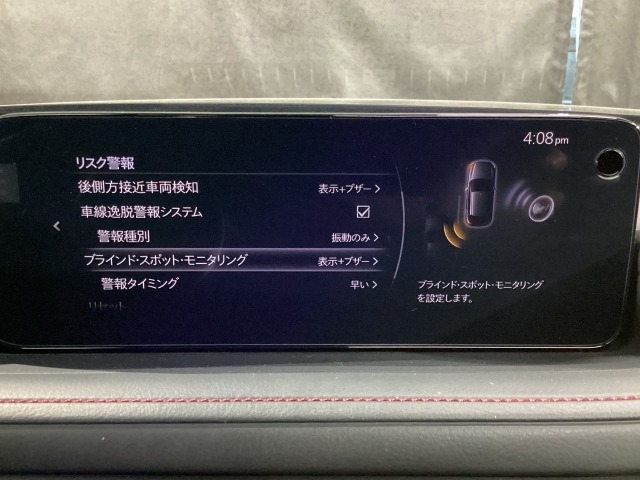 4:08pm
リスク警報
後側方接近車両検知 表示+ブザー
車線逸脱警報システム
警報種別 振動のみ
ブラインド・スポット・モニタリング 表示+ブザー
警報タイミング 早い
リセット
ブラインド・スポット・モニタリング
を設定します。